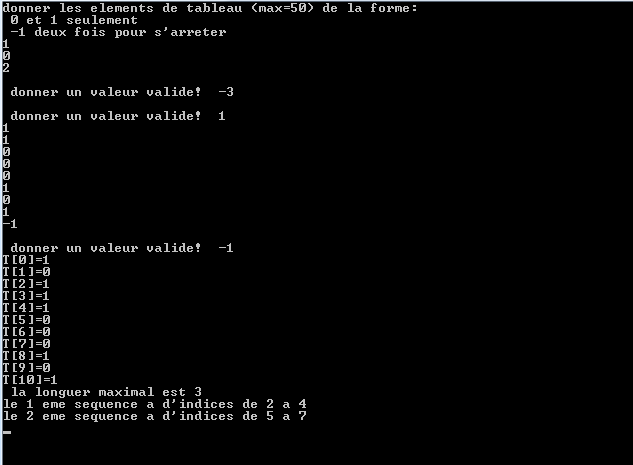 donner les elements de tableau (max=50) de la forme:
0 et 1 seulement
-1 deux fois pour s'arreter
1
0
2
donner un valeur valide!  -3
donner un valeur valide!  1
1
1
0
0
0
1
0
1
-1
donner un valeur valide!  -1
T[0]=1
T[1]=0
T[2]=1
T[3]=1
T[4]=1
T[5]=0
T[6]=0
T[7]=0
T[8]=1
T[9]=0
T[10]=1
la longuer maximal est 3
le 1 eme sequence a d'indices de 2 a 4
le 2 eme sequence a d'indices de 5 a 7